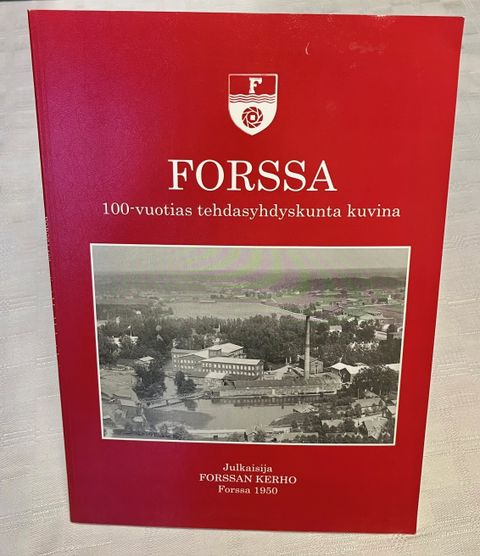 F
FORSSA
100-vuotias tehdasyhdyskunta kuvina
Julkaisija
FORSSAN KERHO
Forssa 1950